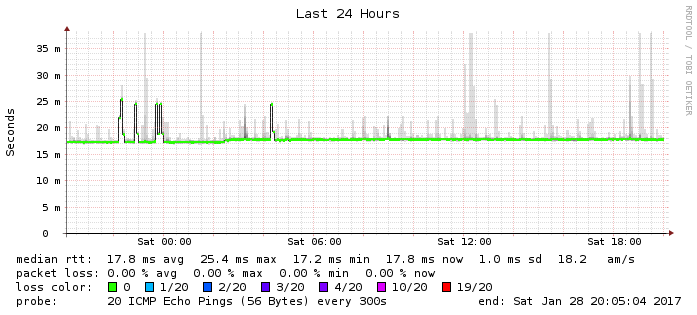 Last 24 Hours
RRDTOOL / TOBI OETIKER
Seconds
35 m
30 m
25 m
20 m
15 m
10 m
5 m
0
Sat 00:00 Sat 06:00 Sat 12:00 Sat 18:00
median rtt: 17.8 ms avg 25.4 ms max 17.2 ms min 17.8 ms now 1.0 ms sd 18.2 am/s
packet loss: 0.00 % avg 0.00 % max 0.00 % min 0.00 % now
loss color: 0 1/20 2/20 3/20 4/20 10/20 19/20
probe: 20 ICMP Echo Pings (56 Bytes) every 300s end: Sat Jan 28 20:05:04 2017